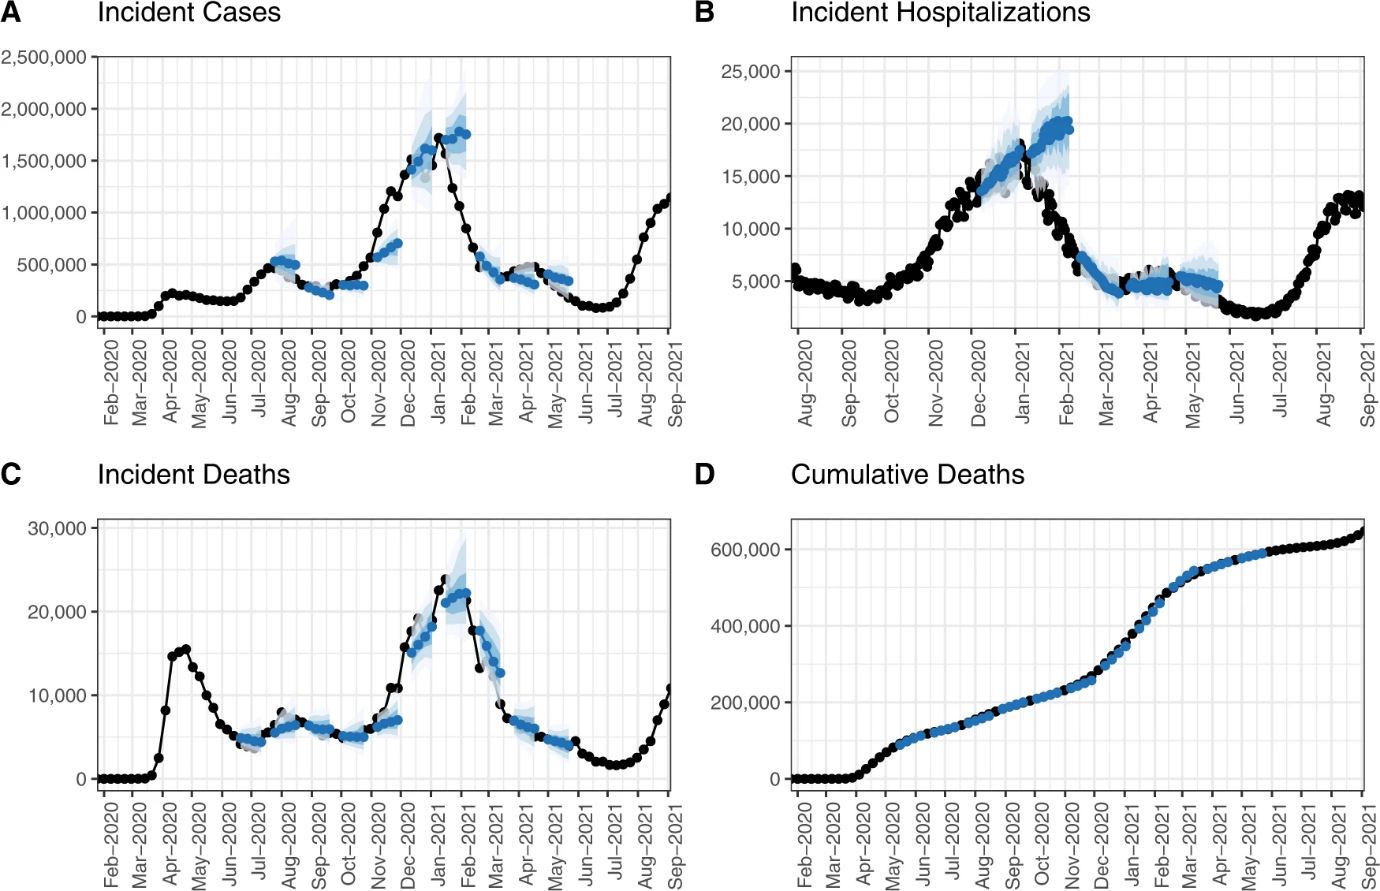 A Incident Cases
2,500,000
2,000,000
1,500,000
1,000,000
500,000
0
Feb−2020
Mar−2020
Apr−2020
May−2020
Jun−2020
Jul−2020
Aug−2020
Sep−2020
Oct−2020
Nov−2020
Dec−2020
Jan−2021
Feb−2021
Mar−2021
Apr−2021
May−2021
Jun−2021
Jul−2021
Aug−2021
Sep−2021
B Incident Hospitalizations
25,000
20,000
15,000
10,000
5,000
Aug−2020
Sep−2020
Oct−2020
Nov−2020
Dec−2020
Jan−2021
Feb−2021
Mar−2021
Apr−2021
May−2021
Jun−2021
Jul−2021
Aug−2021
Sep−2021
C Incident Deaths
30,000
20,000
10,000
0
Feb−2020
Mar−2020
Apr−2020
May−2020
Jun−2020
Jul−2020
Aug−2020
Sep−2020
Oct−2020
Nov−2020
Dec−2020
Jan−2021
Feb−2021
Mar−2021
Apr−2021
May−2021
Jun−2021
Jul−2021
Aug−2021
Sep−2021
D Cumulative Deaths
600,000
400,000
200,000
0
Feb−2020
Mar−2020
Apr−2020
May−2020
Jun−2020
Jul−2020
Aug−2020
Sep−2020
Oct−2020
Nov−2020
Dec−2020
Jan−2021
Feb−2021
Mar−2021
Apr−2021
May−2021
Jun−2021
Jul−2021
Aug−2021
Sep−2021